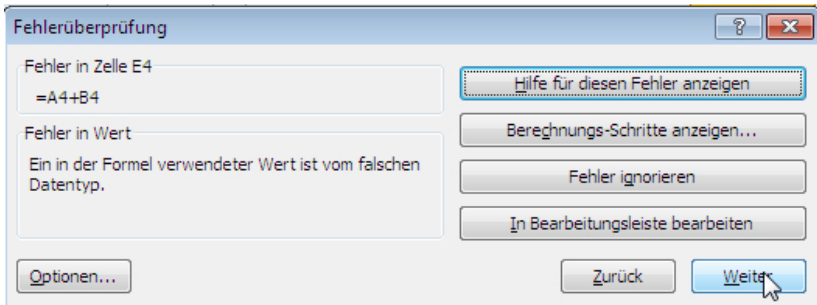 Fehlerüberprüfung
Fehler in Zelle E4
=A4+B4
Fehler in Wert
Ein in der Formel verwendeter Wert ist vom falschen
Datentyp.
Hilfe für diesen Fehler anzeigen
Berechnungs-Schritte anzeigen...
Fehler ignorieren
In Bearbeitungsleiste bearbeiten
Optionen...
Zurück
Weiter